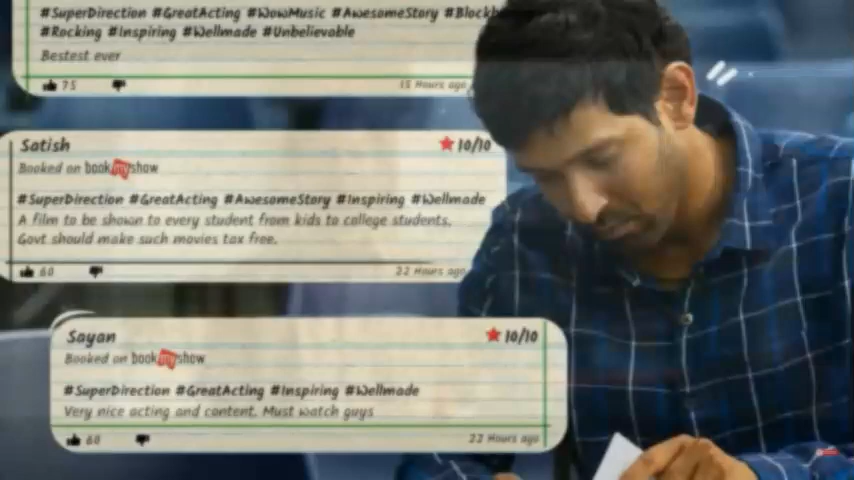 #SuperDirection #GreatActing #WowMusic #AwesomeStory #Blockb
#Rocking #Inspiring #Wellmade #Unbelievable
Bestest ever
75
15 Hours ago
Satish
10/10
Booked on bookmyshow
#SuperDirection #GreatActing #AwesomeStory #Inspiring #Wellmade
A film to be shown to every student from kids to college students.
Govt should make such movies tax free.
60
22 Hours ago
Sayan
10/10
Booked on bookmyshow
#SuperDirection #GreatActing #Inspiring #Wellmade
Very nice acting and content. Must watch guys
60
22 Hours ago